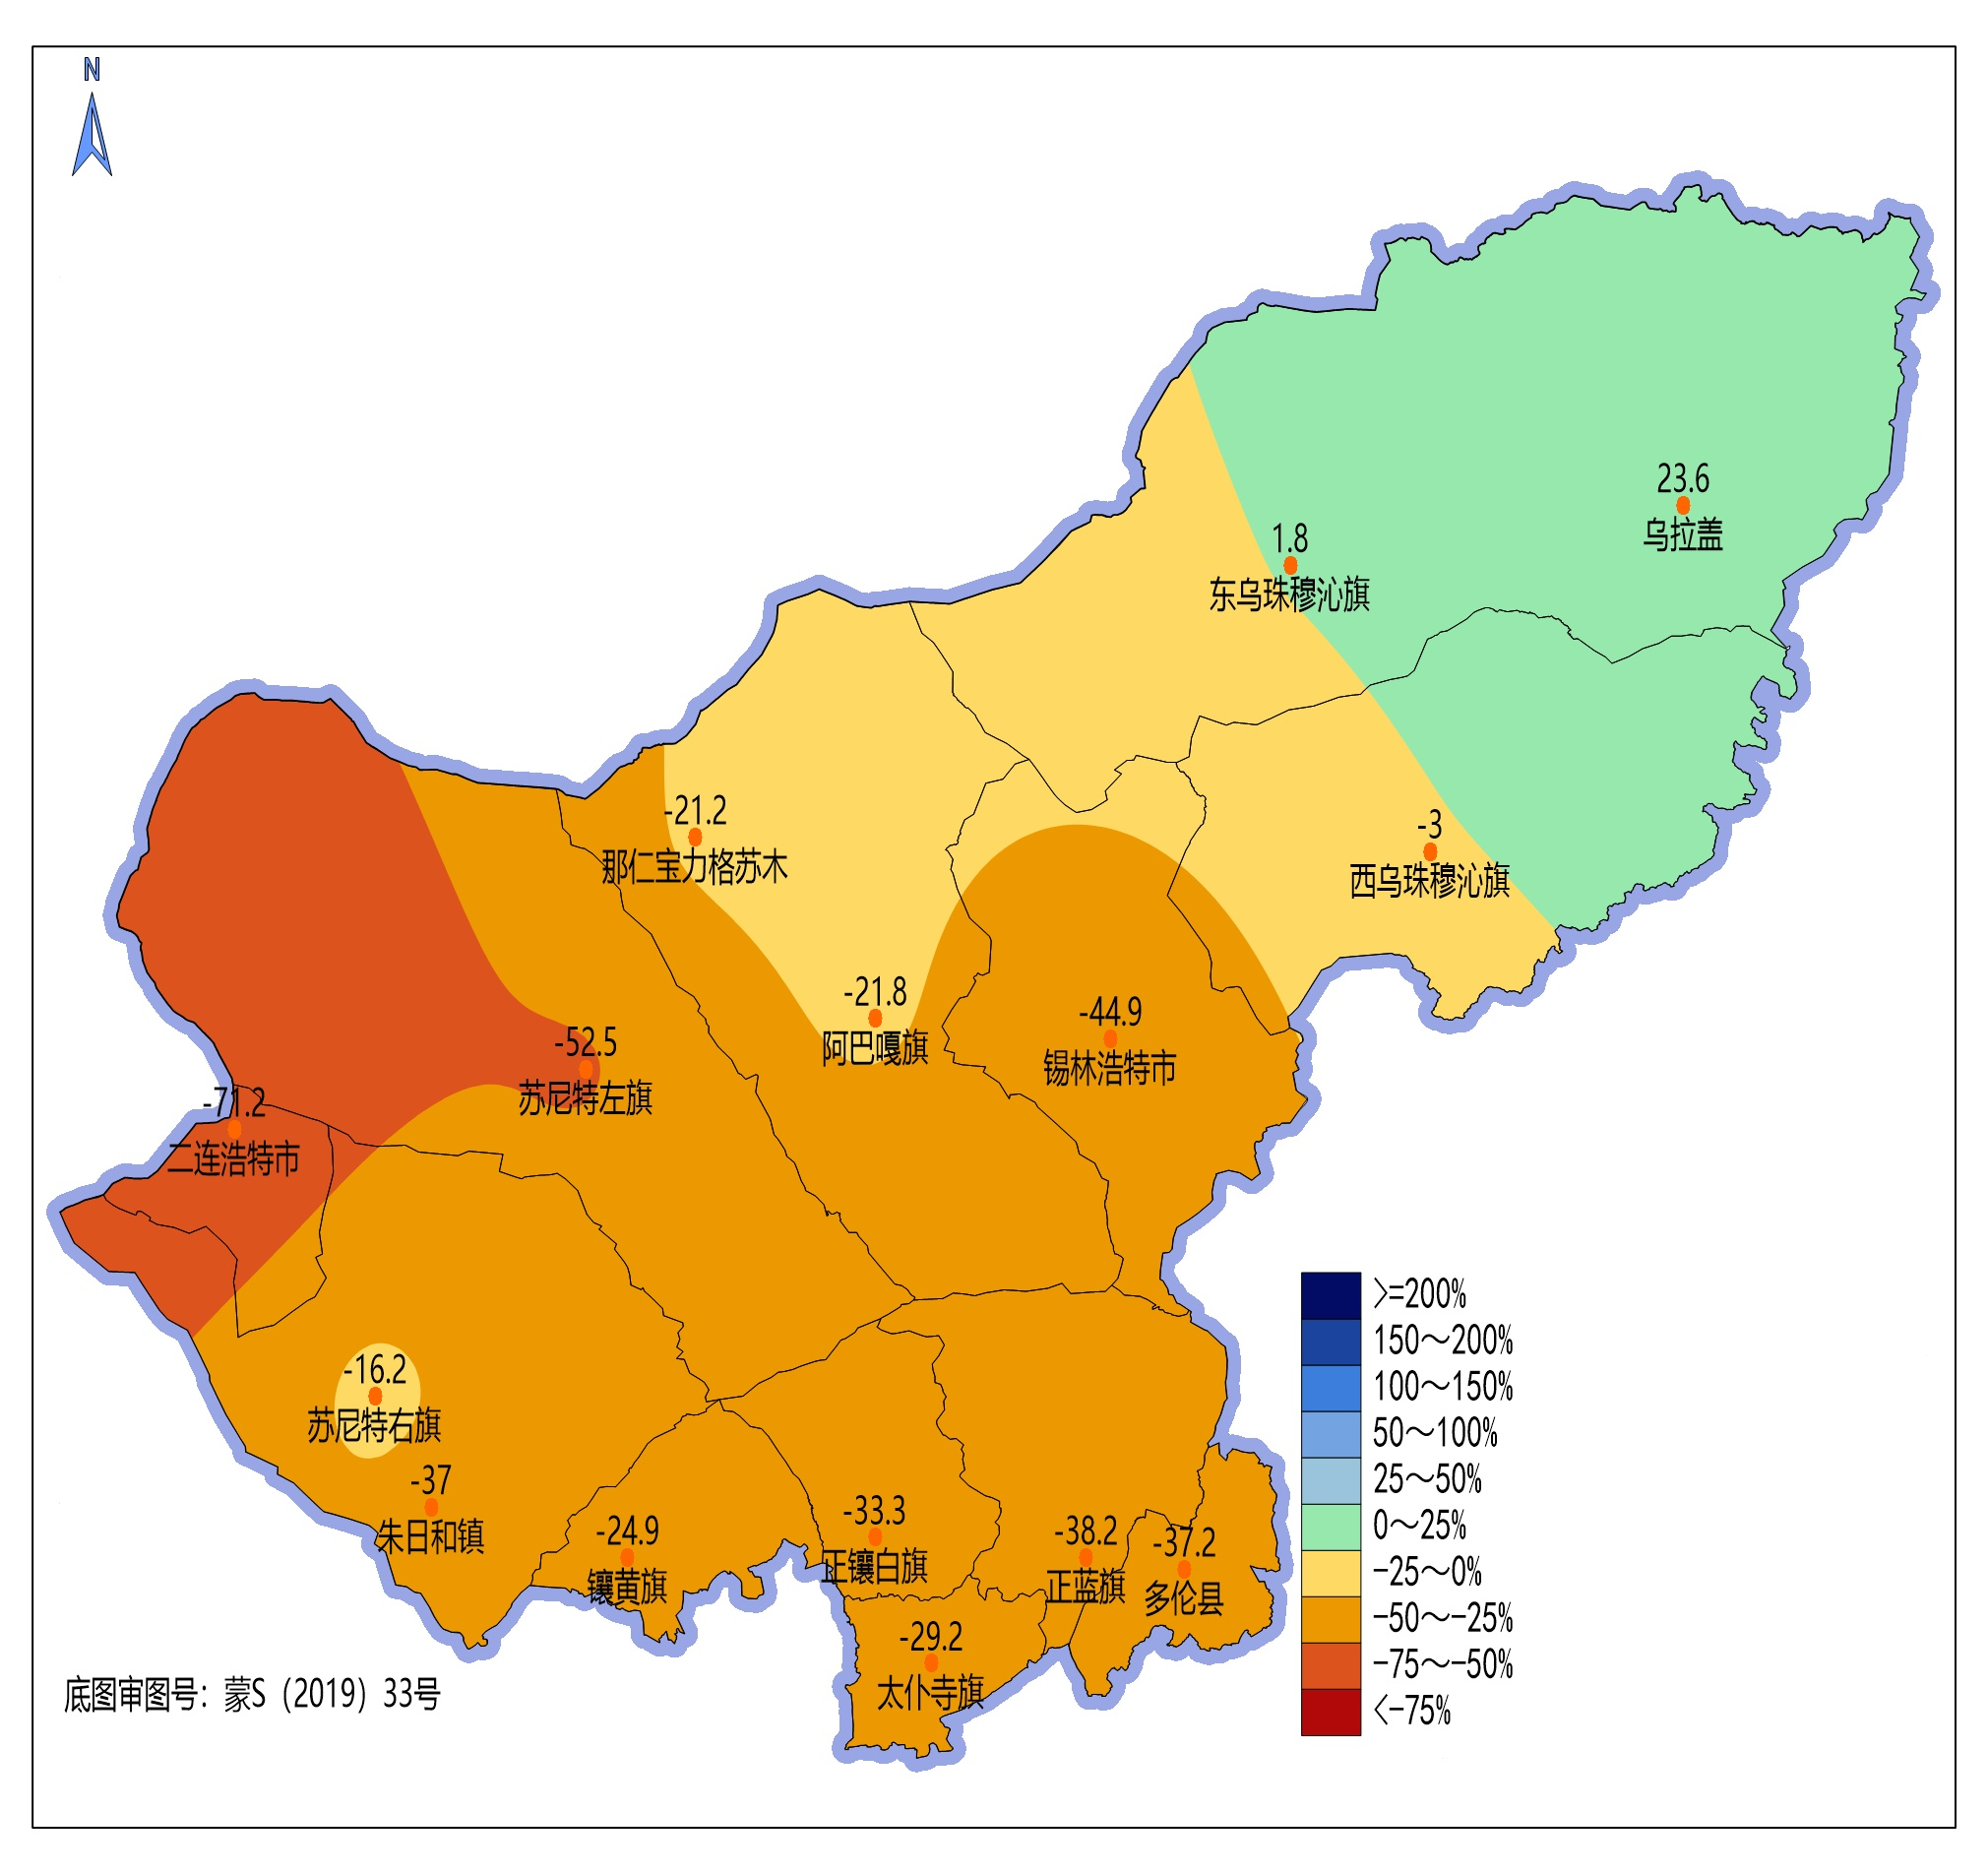 N
23.6
乌拉盖
1.8
东乌珠穆沁旗
-21.2
那仁宝力格苏木
-3
西乌珠穆沁旗
-21.8
阿巴嘎旗
-44.9
锡林浩特市
-52.5
苏尼特左旗
-71.2
二连浩特市
-16.2
苏尼特右旗
-37
朱日和镇
-24.9
镶黄旗
-33.3
正镶白旗
-38.2
正蓝旗
-37.2
多伦县
-29.2
太仆寺旗
>=200%
150～200%
100～150%
50～100%
25～50%
0～25%
-25～0%
-50～-25%
-75～-50%
<-75%
底图审图号：蒙S（2019）33号